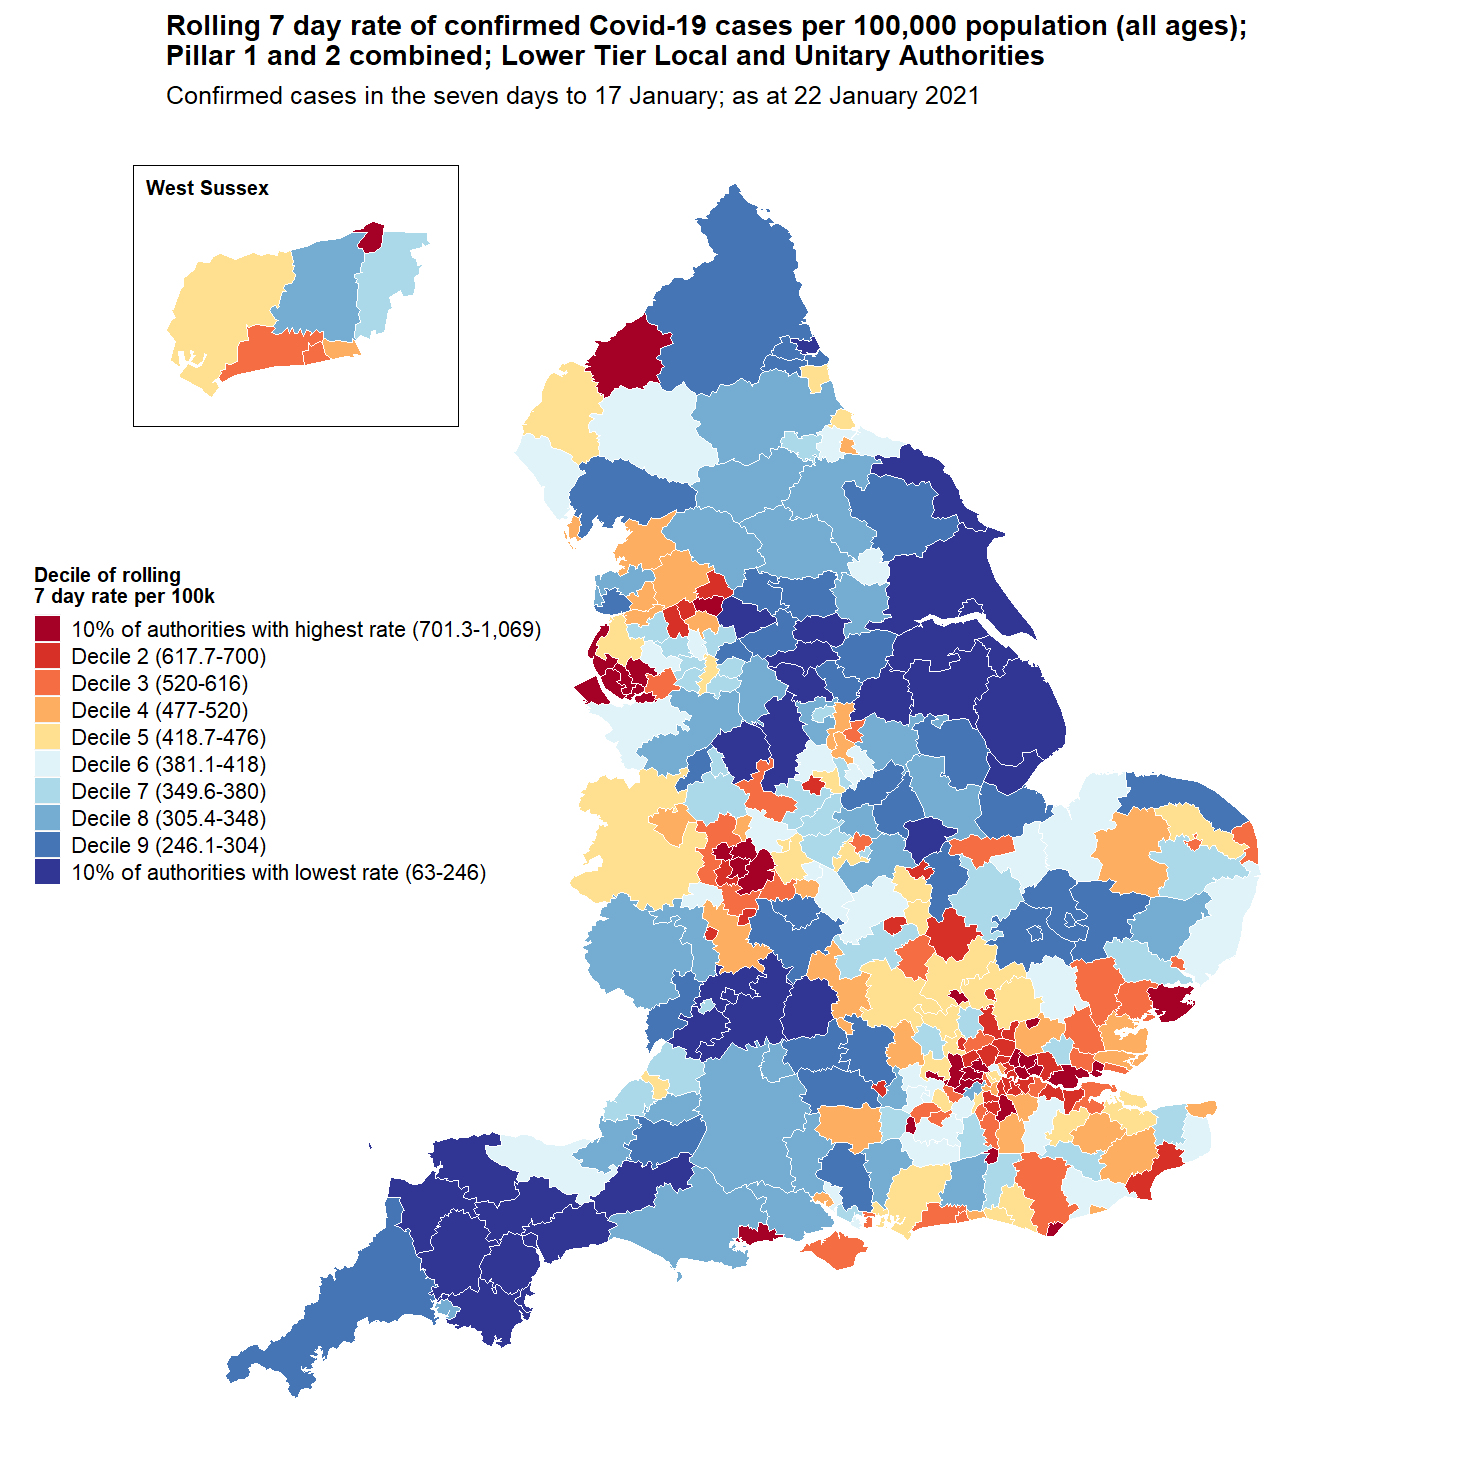 Rolling 7 day rate of confirmed Covid-19 cases per 100,000 population (all ages);
Pillar 1 and 2 combined; Lower Tier Local and Unitary Authorities
Confirmed cases in the seven days to 17 January; as at 22 January 2021
West Sussex
Decile of rolling
7 day rate per 100k
10% of authorities with highest rate (701.3-1,069)
Decile 2 (617.7-700)
Decile 3 (520-616)
Decile 4 (477-520)
Decile 5 (418.7-476)
Decile 6 (381.1-418)
Decile 7 (349.6-380)
Decile 8 (305.4-348)
Decile 9 (246.1-304)
10% of authorities with lowest rate (63-246)